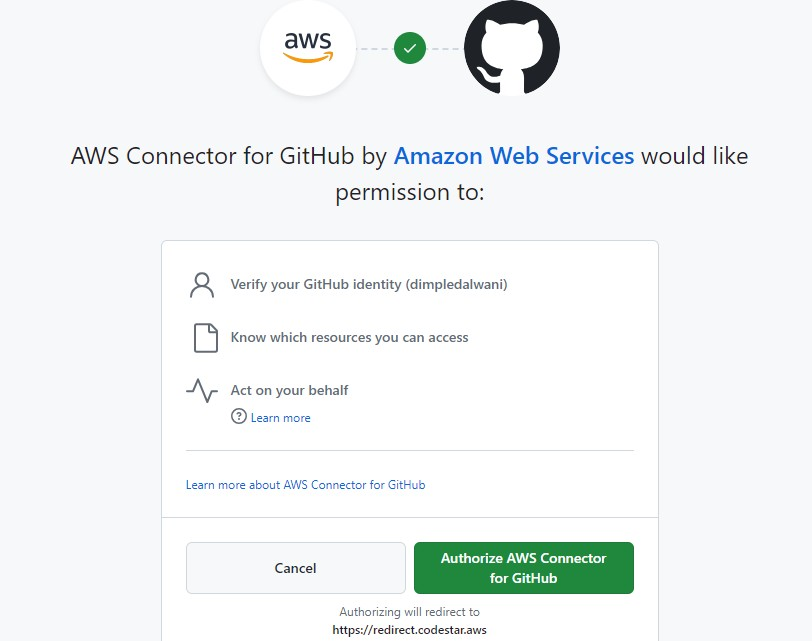 aws
AWS Connector for GitHub by Amazon Web Services would like
permission to:
Verify your GitHub identity (dimpledalwani)
Know which resources you can access
Act on your behalf
? Learn more
Learn more about AWS Connector for GitHub
Cancel
Authorize AWS Connector
for GitHub
Authorizing will redirect to
https://redirect.codestar.aws